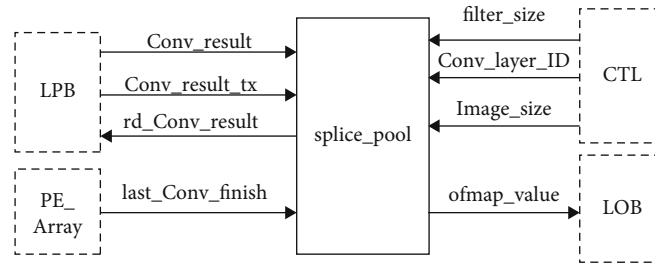 filter_size
Conv_result
Conv_layer_ID
LPB
Conv_result_tx
CTL
rd_Conv_result
Image_size
splice_pool
PE_
Array
last_Conv_finish
ofmap_value
LOB